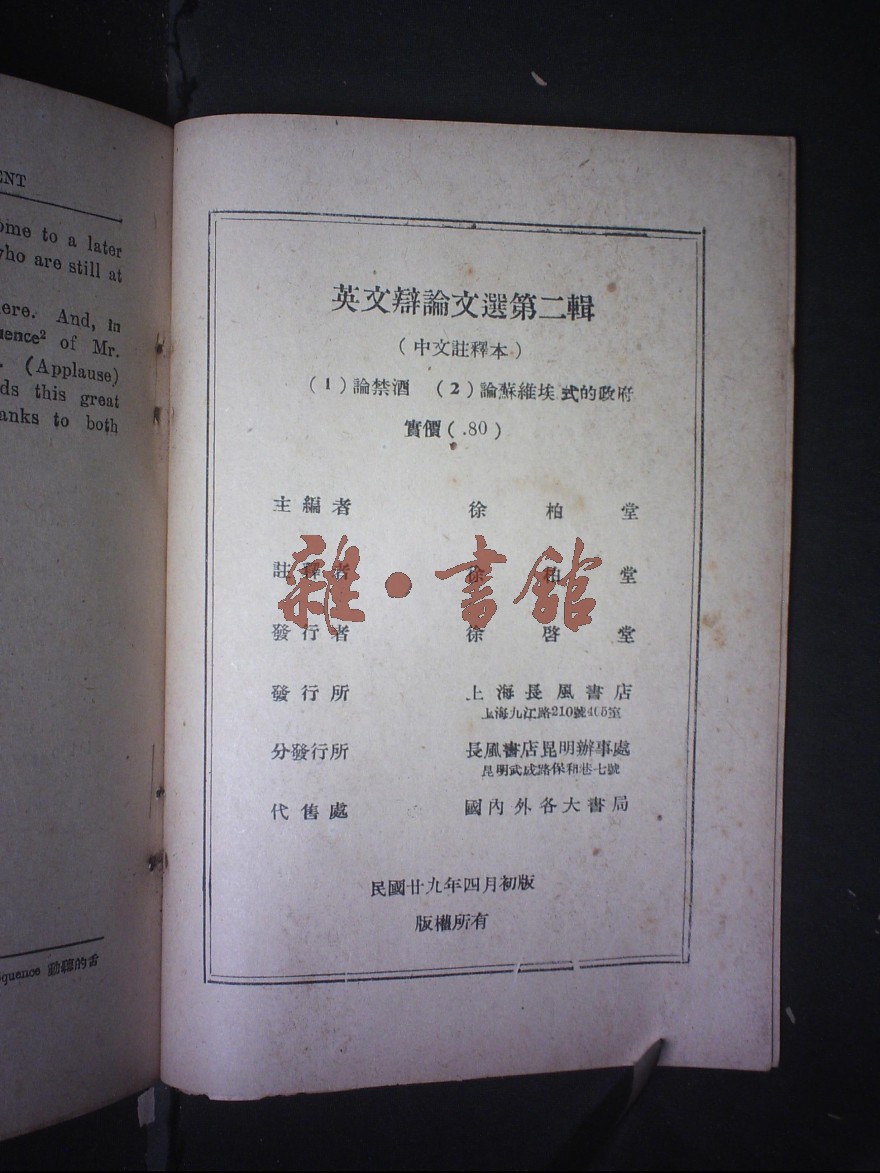 ENT
ome to a later
who are still at
ere. And, in
uence² of Mr.
. (Applause)
ds this great
anks to both
quence 動聽的舌
英文辯論文選第二輯
(中文註釋本)
(1)論禁酒 (2)論蘇維埃式的政府
實價(.80)
主編者 徐柏堂
註釋者 徐柏堂
發行者 徐啓堂
發行所 上海長風書店
上海九江路210號405室
分發行所 長風書店昆明辦事處
昆明武成路保和巷七號
代售處 國內外各大書局
民國廿九年四月初版
版權所有
雜·書館